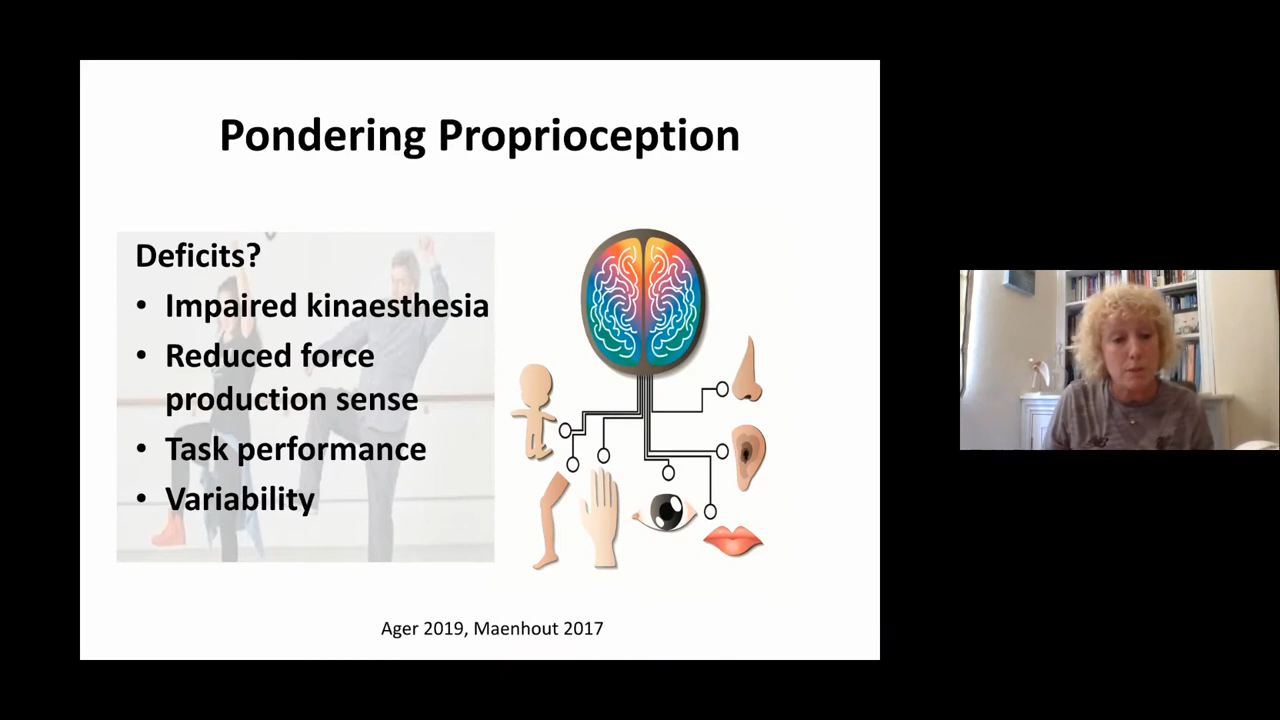 Pondering Proprioception
Deficits?
• Impaired kinaesthesia
• Reduced force
production sense
• Task performance
• Variability
Ager 2019, Maenhout 2017